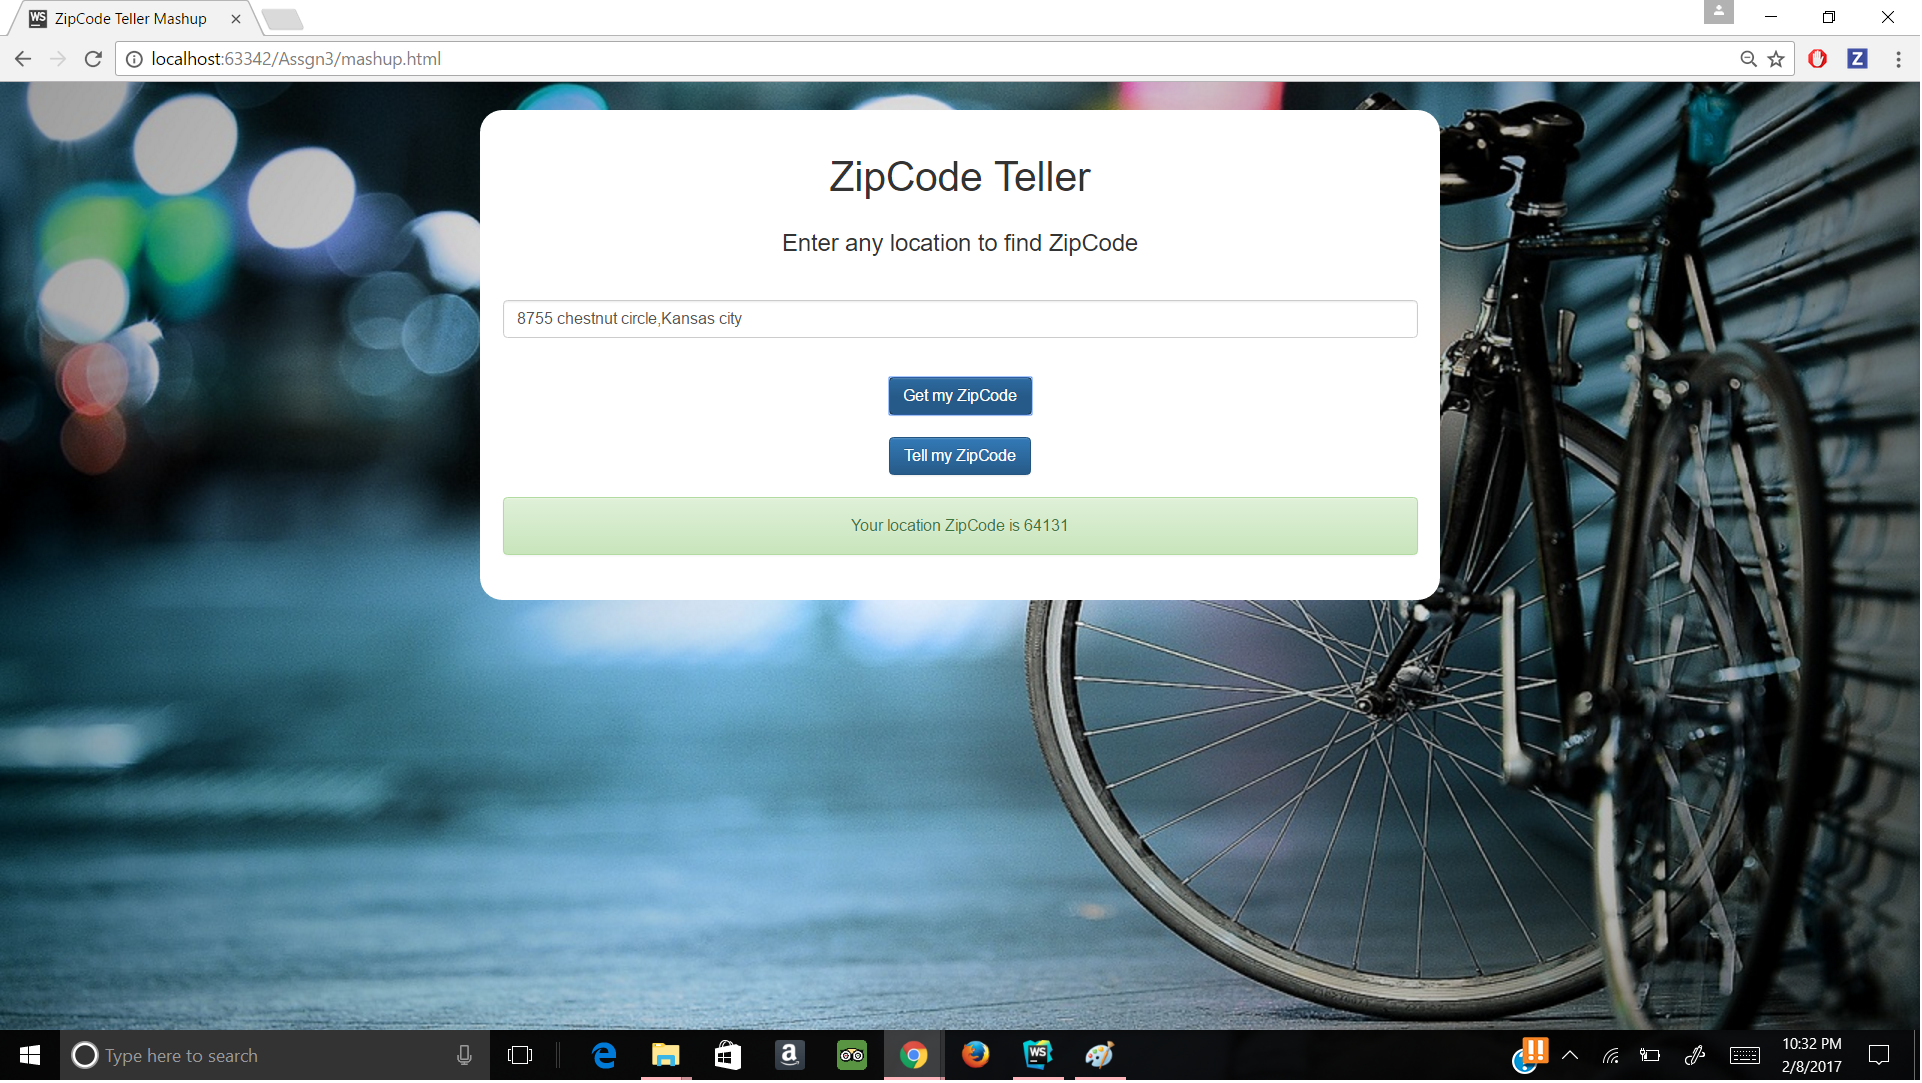 WS ZipCode Teller Mashup
localhost:63342/Assgn3/mashup.html
Z
ZipCode Teller
Enter any location to find ZipCode
8755 chestnut circle,Kansas city
Get my ZipCode
Tell my ZipCode
Your location ZipCode is 64131
Type here to search
a
WS
10:32 PM
2/8/2017